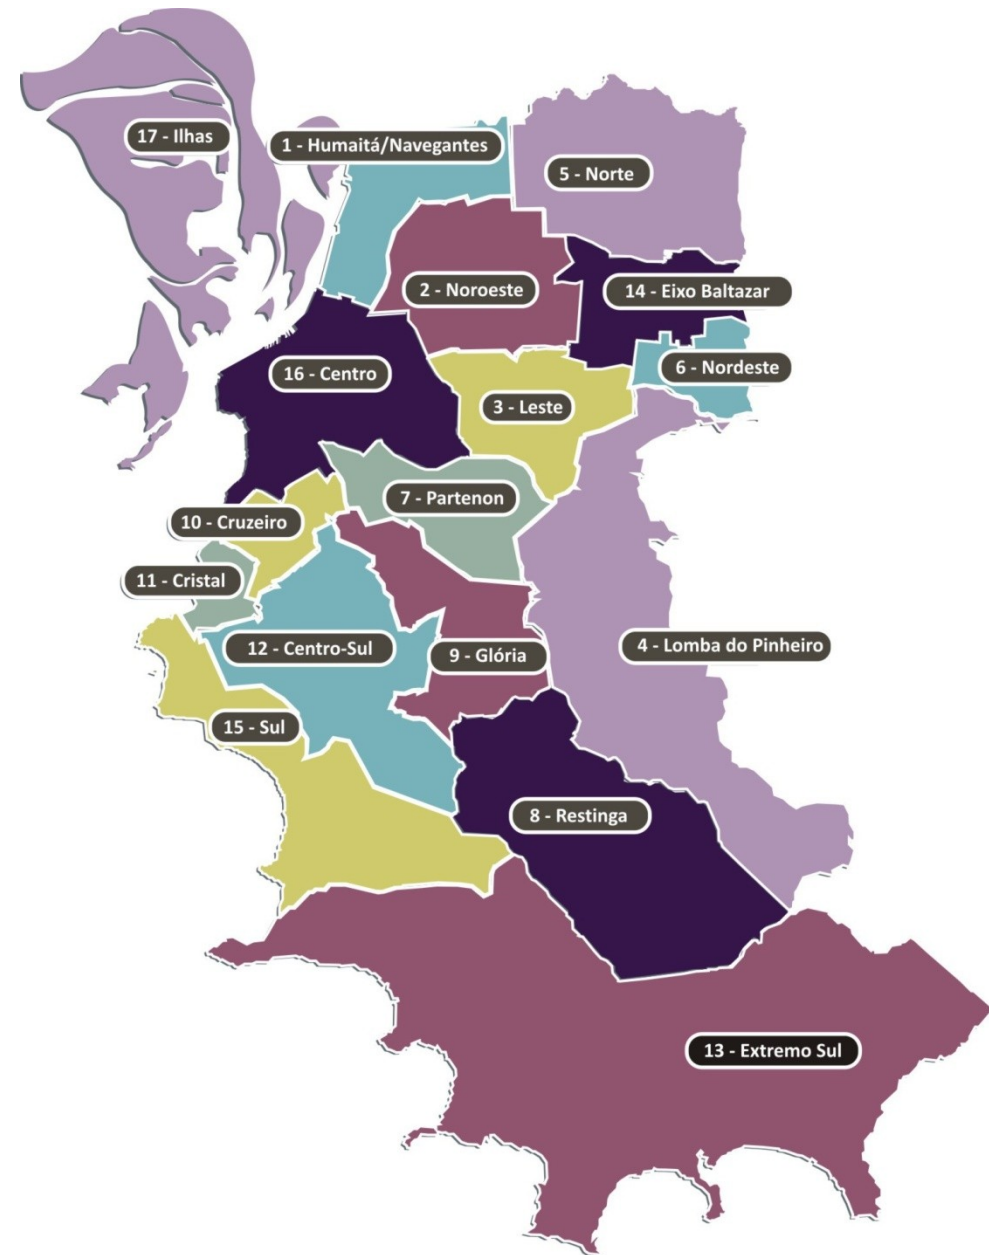 17 - Ilhas
1 - Humaitá/Navegantes
5 - Norte
2 - Noroeste
14 - Eixo Baltazar
16 - Centro
6 - Nordeste
3 - Leste
7 - Partenon
10 - Cruzeiro
11 - Cristal
12 - Centro-Sul
9 - Glória
4 - Lomba do Pinheiro
15 - Sul
8 - Restinga
13 - Extremo Sul